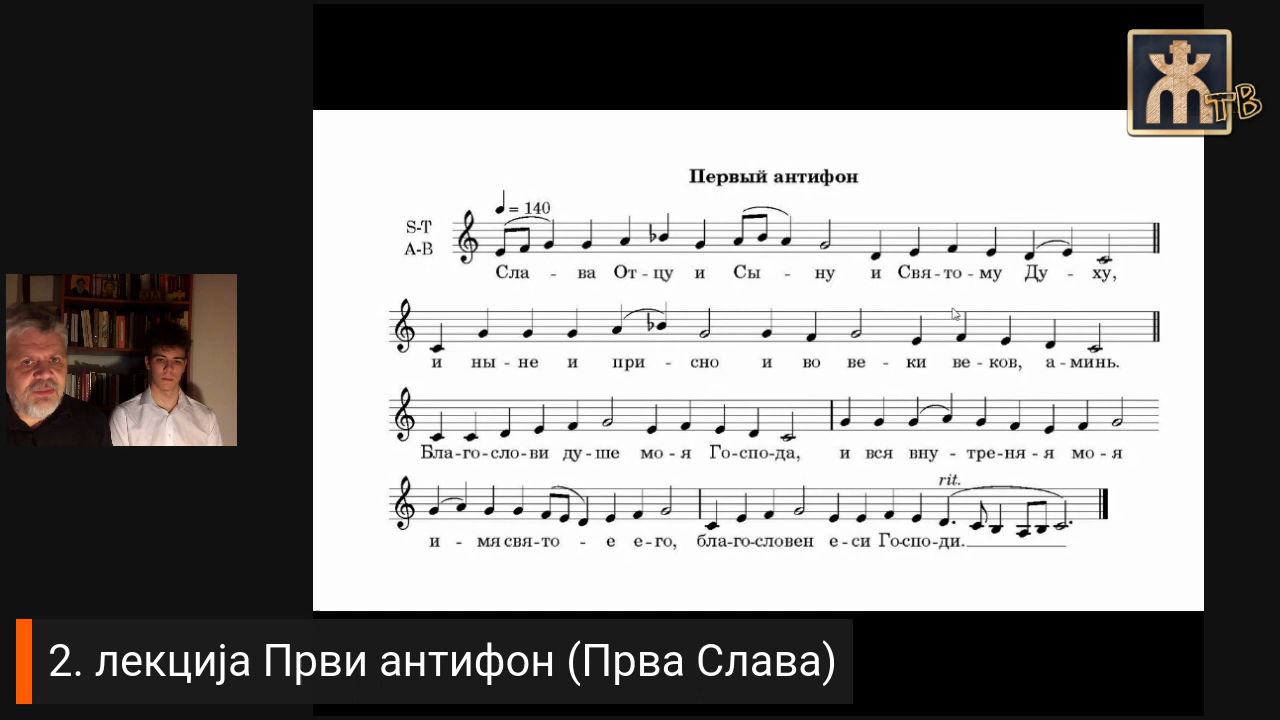 ТВ
Первый антифон
= 140
S-T
A-B
Сла - ва От - цу и Сы - ну и Свя - то - му Ду - ху,
и ны - не и при - сно и во ве - ки ве - ков, а - минь.
Бла - го - сло - ви ду - ше мо - я Го - спо - да, и вся вну - тре - ня - я мо - я
rit.
и - мя свя - то - е е - го, бла - го - словен е - си Го - спо - ди.
2. лекција Први антифон (Прва Слава)